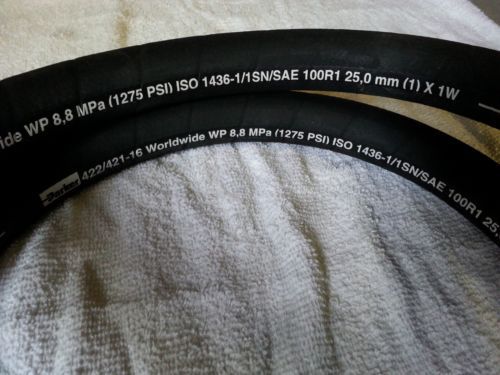 ide WP 8,8 MPa (1275 PSI) ISO 1436-1/1SN/SAE 100R1 25,0 mm (1) X 1W
Parker 422/421-16 Worldwide WP 8,8 MPa (1275 PSI) ISO 1436-1/1SN/SAE 100R1 25,